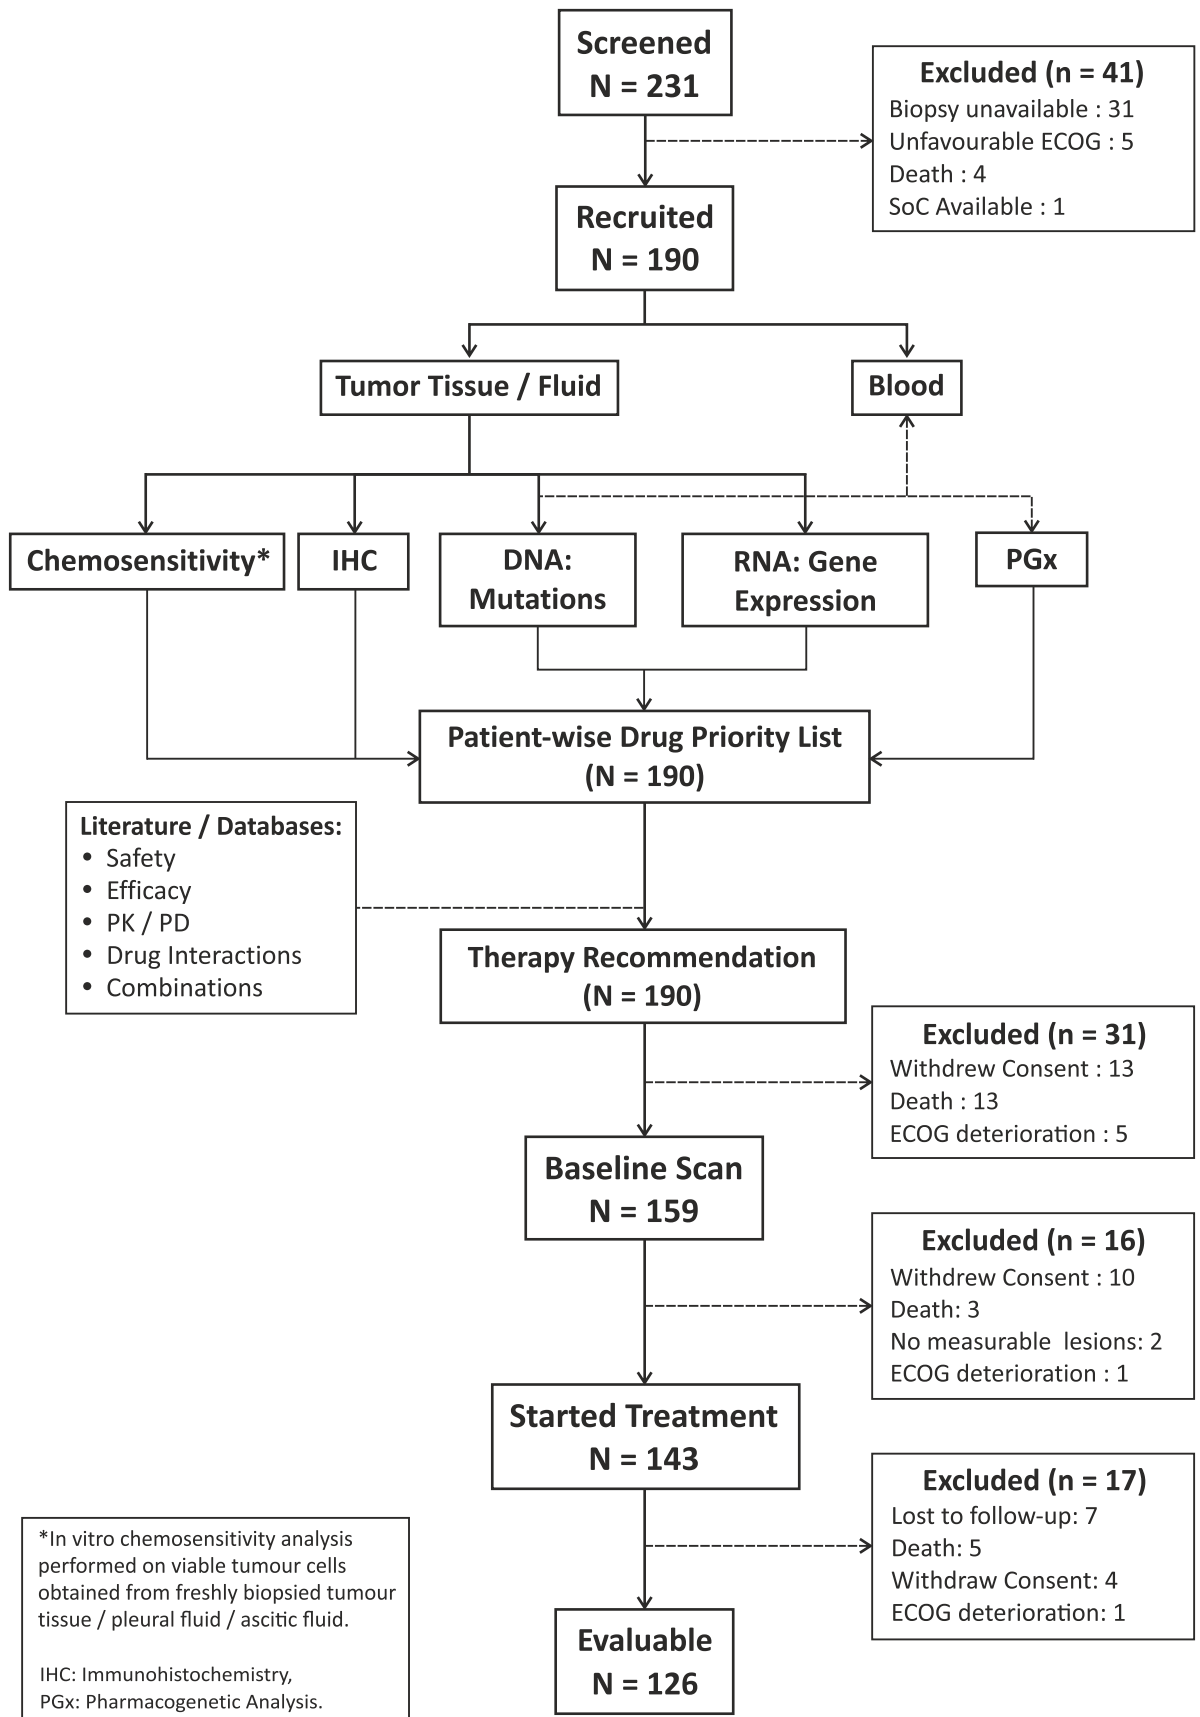 Screened
N = 231
Excluded (n = 41)
Biopsy unavailable : 31
Unfavourable ECOG : 5
Death : 4
SoC Available : 1
Recruited
N = 190
Tumor Tissue / Fluid
Blood
Chemosensitivity*
IHC
DNA:
Mutations
RNA: Gene
Expression
PGx
Patient-wise Drug Priority List
(N = 190)
Literature / Databases:
• Safety
• Efficacy
• PK / PD
• Drug Interactions
• Combinations
Therapy Recommendation
(N = 190)
Excluded (n = 31)
Withdrew Consent : 13
Death : 13
ECOG deterioration : 5
Baseline Scan
N = 159
Excluded (n = 16)
Withdrew Consent : 10
Death: 3
No measurable lesions: 2
ECOG deterioration : 1
Started Treatment
N = 143
Excluded (n = 17)
Lost to follow-up: 7
Death: 5
Withdraw Consent: 4
ECOG deterioration: 1
Evaluable
N = 126
*In vitro chemosensitivity analysis
performed on viable tumour cells
obtained from freshly biopsied tumour
tissue / pleural fluid / ascitic fluid.
IHC: Immunohistochemistry,
PGx: Pharmacogenetic Analysis.